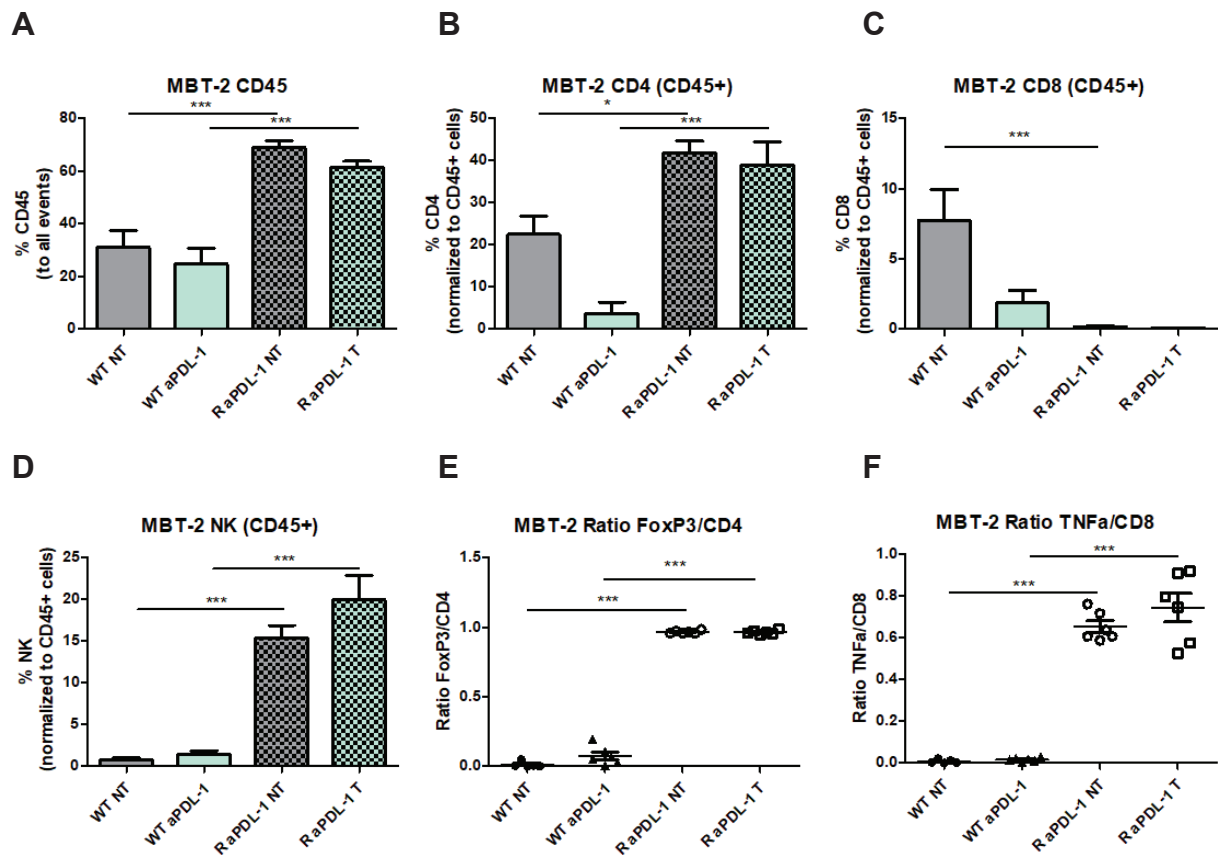 A
MBT-2 CD45
% CD45
(to all events)
80
60
40
20
0
***
***
WT NT
WT aPDL-1
RaPDL-1 NT
RaPDL-1 T
B
MBT-2 CD4 (CD45+)
% CD4
(normalized to CD45+ cells)
50
40
30
20
10
0
*
***
WT NT
WT aPDL-1
RaPDL-1 NT
RaPDL-1 T
C
MBT-2 CD8 (CD45+)
% CD8
(normalized to CD45+ cells)
15
10
5
0
***
WT NT
WT aPDL-1
RaPDL-1 NT
RaPDL-1 T
D
MBT-2 NK (CD45+)
% NK
(normalized to CD45+ cells)
25
20
15
10
5
0
***
***
WT NT
WT aPDL-1
RaPDL-1 NT
RaPDL-1 T
E
MBT-2 Ratio FoxP3/CD4
Ratio FoxP3/CD4
1.5
1.0
0.5
0.0
***
***
WT NT
WT aPDL-1
RaPDL-1 NT
RaPDL-1 T
F
MBT-2 Ratio TNFa/CD8
Ratio TNFa/CD8
1.0
0.8
0.6
0.4
0.2
0.0
***
***
WT NT
WT aPDL-1
RaPDL-1 NT
RaPDL-1 T